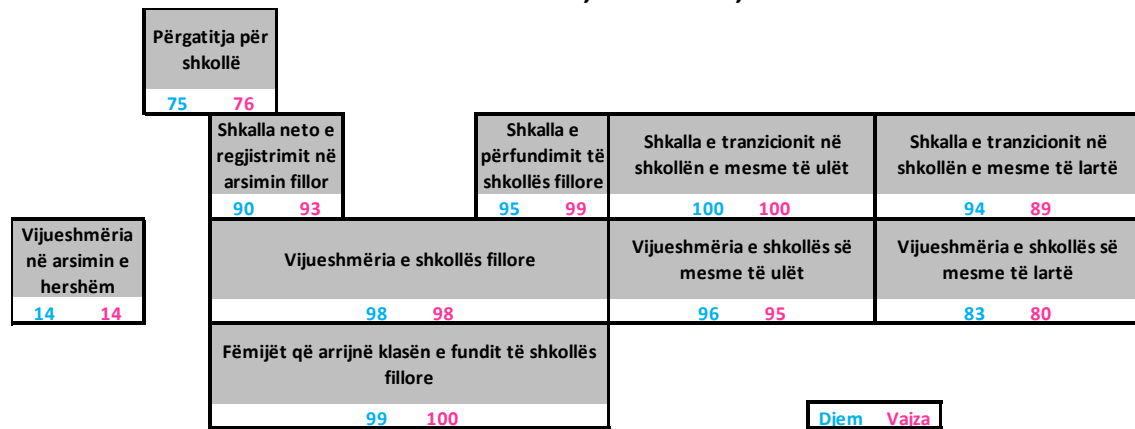 Përgatitja për
shkollë
75 76
Shkalla neto e
regjistrimit në
arsimin fillor
90 93
Shkalla e
përfundimit të
shkollës fillore
95 99
Shkalla e tranzicionit në
shkollën e mesme të ulët
100 100
Shkalla e tranzicionit në
shkollën e mesme të lartë
94 89
Vijueshmëria
në arsimin e
hershëm
14 14
Vijueshmëria e shkollës fillore
98 98
Vijueshmëria e shkollës së
mesme të ulët
96 95
Vijueshmëria e shkollës së
mesme të lartë
83 80
Fëmijët që arrijnë klasën e fundit të shkollës
fillore
99 100
Djem Vajza